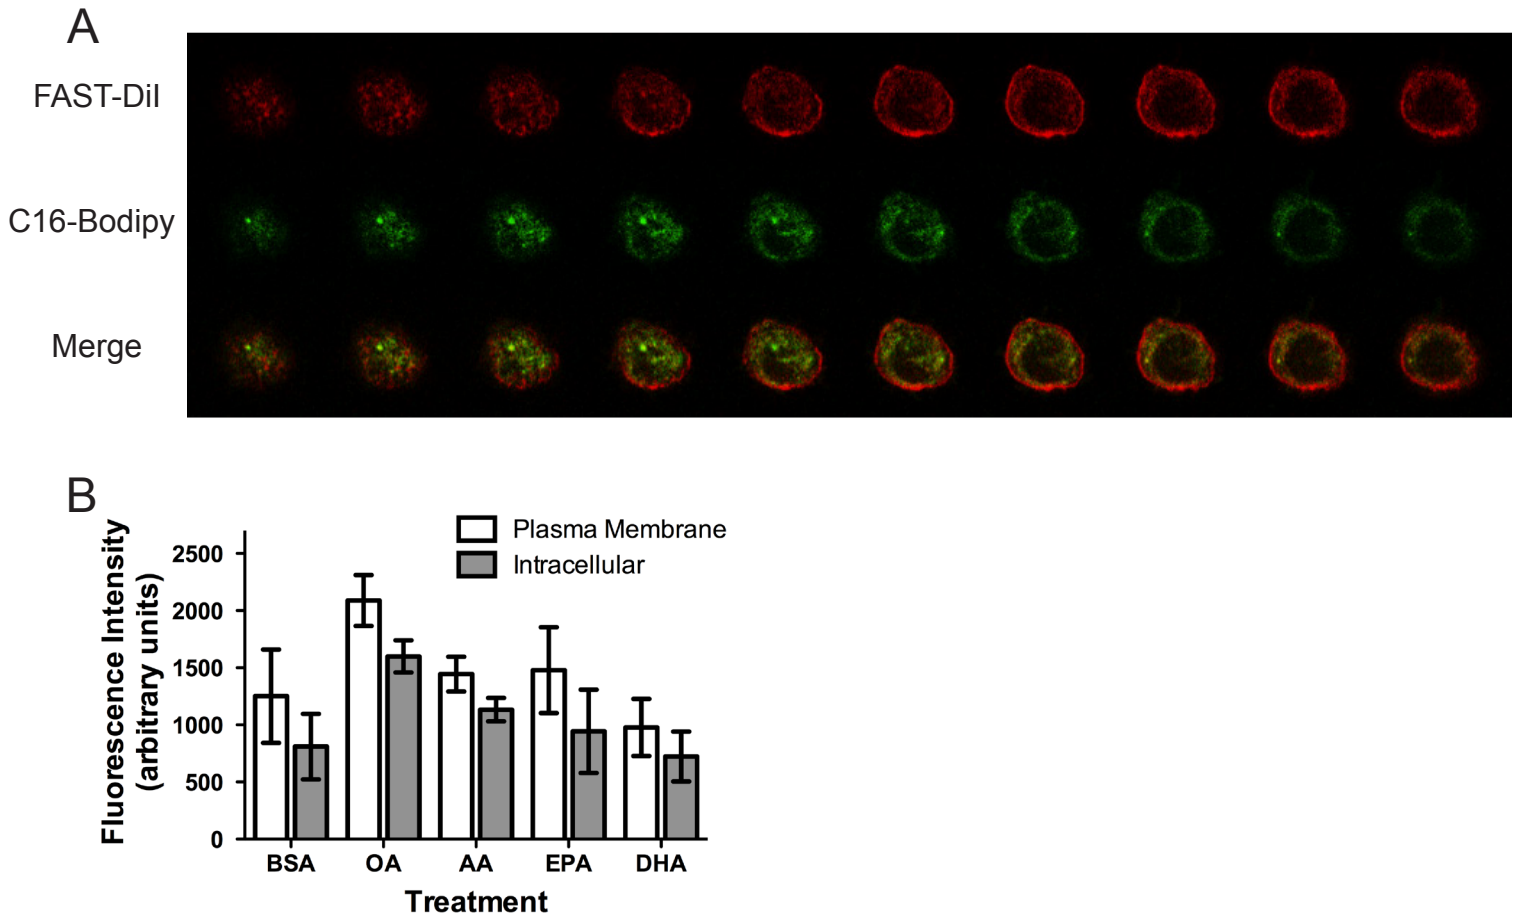 A
FAST-DiI
C16-Bodipy
Merge
B
Fluorescence Intensity
(arbitrary units)
Plasma Membrane
Intracellular
2500
2000
1500
1000
500
0
BSA OA AA EPA DHA
Treatment